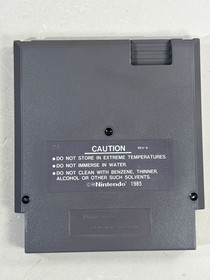 CAUTION
REV-A
•DO NOT STORE IN EXTREME TEMPERATURES.
•DO NOT IMMERSE IN WATER.
•DO NOT CLEAN WITH BENZENE, THINNER,
ALCOHOL OR OTHER SUCH SOLVENTS.
©®Nintendo® 1985